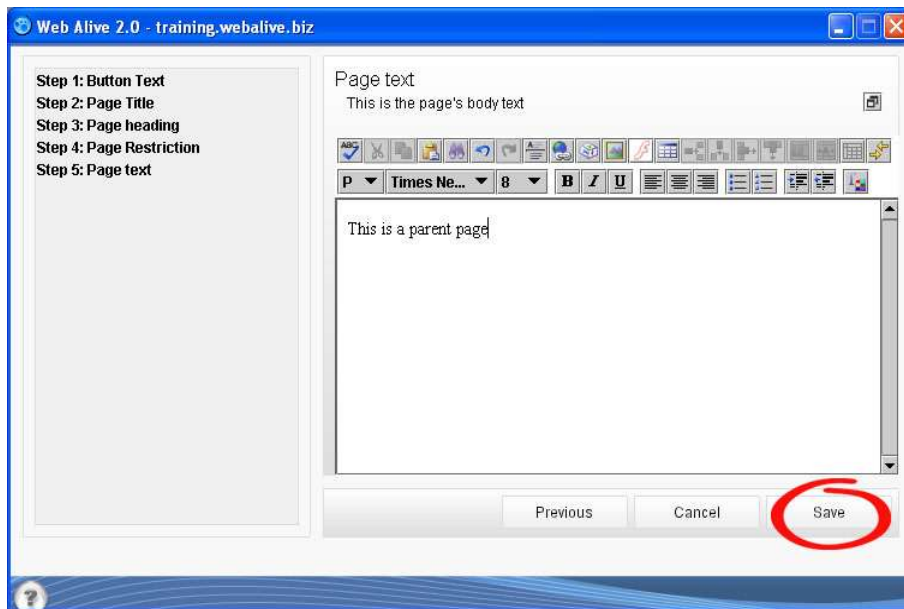 Web Alive 2.0 - training.webalive.biz
Step 1: Button Text
Step 2: Page Title
Step 3: Page heading
Step 4: Page Restriction
Step 5: Page text
Page text
This is the page's body text
ABC
P Times Ne... 8 B I U
This is a parent page
Previous Cancel Save
?